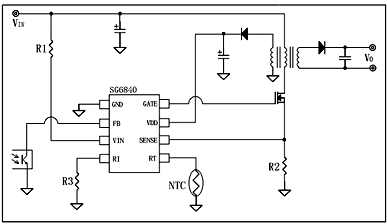 VIN
R1
SG6840
GND
GATE
FB
VDD
VIN
SENSE
RI
RT
R3
NTC
R2
VO